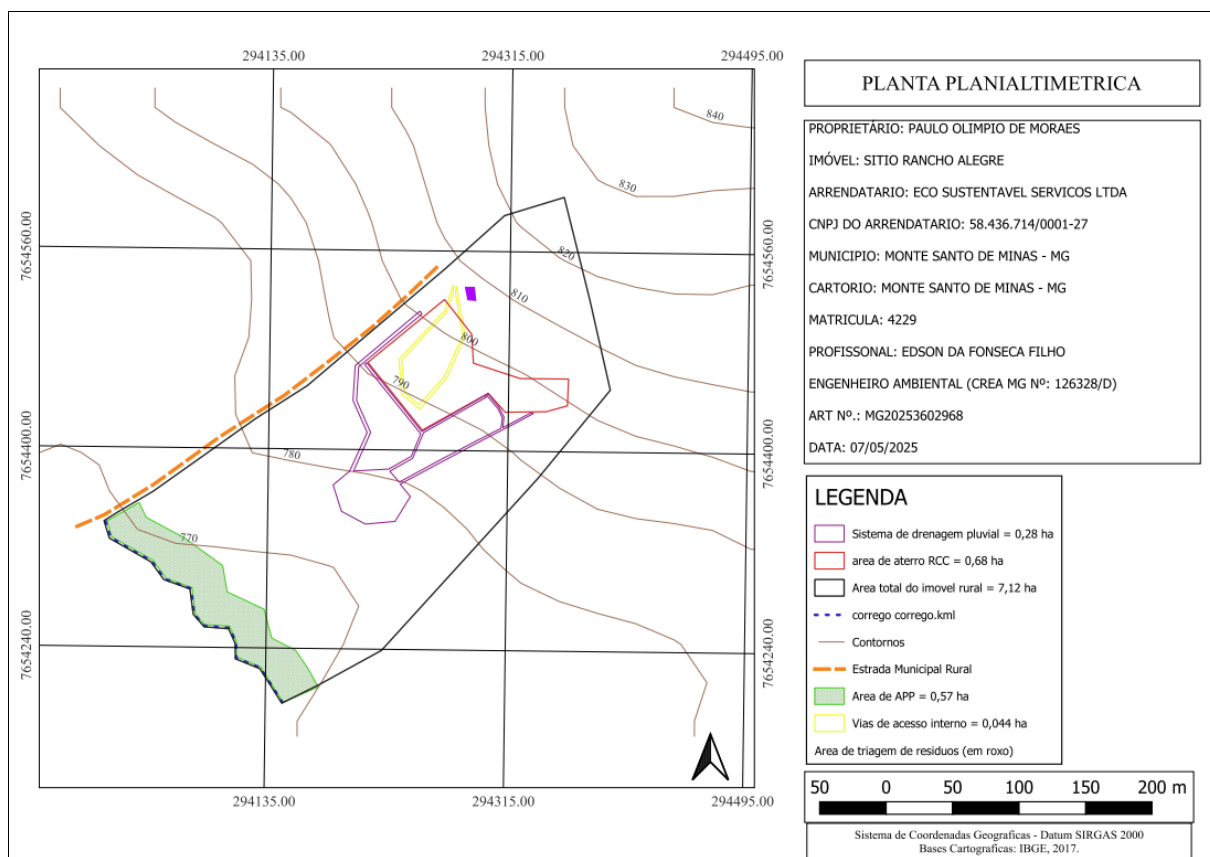 294135.00
294315.00
294495.00
840
830
820
810
800
790
780
770
7654560.00
7654560.00
7654400.00
7654400.00
7654240.00
7654240.00
294135.00
294315.00
294495.00
PLANTA PLANIALTIMETRICA
PROPRIETÁRIO: PAULO OLIMPIO DE MORAES
IMÓVEL: SITIO RANCHO ALEGRE
ARRENDATARIO: ECO SUSTENTAVEL SERVICOS LTDA
CNPJ DO ARRENDATARIO: 58.436.714/0001-27
MUNICIPIO: MONTE SANTO DE MINAS - MG
CARTORIO: MONTE SANTO DE MINAS - MG
MATRICULA: 4229
PROFISSONAL: EDSON DA FONSECA FILHO
ENGENHEIRO AMBIENTAL (CREA MG Nº: 126328/D)
ART Nº.: MG20253602968
DATA: 07/05/2025
LEGENDA
Sistema de drenagem pluvial = 0,28 ha
area de aterro RCC = 0,68 ha
Área total do imovel rural = 7,12 ha
corrego corrego.kml
Contornos
Estrada Municipal Rural
Area de APP = 0,57 ha
Vias de acesso interno = 0,044 ha
Area de triagem de residuos (em roxo)
50 0 50 100 150 200 m
Sistema de Coordenadas Geograficas - Datum SIRGAS 2000
Bases Cartograficas: IBGE, 2017.